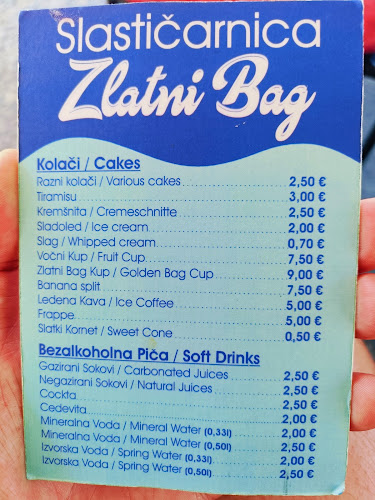 Slastičarnica
Zlatni Bag
Kolači / Cakes
Razni kolači / Various cakes 2,50 €
Tiramisu 3,00 €
Kremšnita / Cremeschnitte 2,50 €
Sladoled / Ice cream 2,00 €
Slag / Whipped cream 0,70 €
Voćni Kup / Fruit Cup 7,50 €
Zlatni Bag Kup / Golden Bag Cup 9,00 €
Banana split 7,50 €
Ledena Kava / Ice Coffee 5,00 €
Frappe 5,00 €
Slatki Kornet / Sweet Cone 0,50 €
Bezalkoholna Pića / Soft Drinks
Gazirani Sokovi / Carbonated Juices 2,50 €
Negazirani Sokovi / Natural Juices 2,50 €
Cockta 2,50 €
Cedevita 2,00 €
Mineralna Voda / Mineral Water (0,33l) 2,00 €
Mineralna Voda / Mineral Water (0,50l) 2,50 €
Izvorska Voda / Spring Water (0,33l) 2,00 €
Izvorska Voda / Spring Water (0,50l) 2,50 €